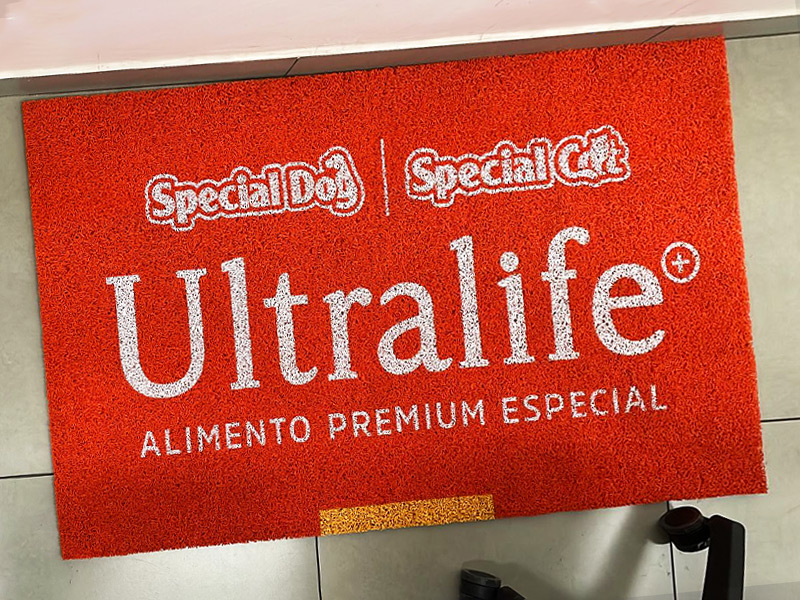 Special Dog | Special Cat
Ultralife+
ALIMENTO PREMIUM ESPECIAL